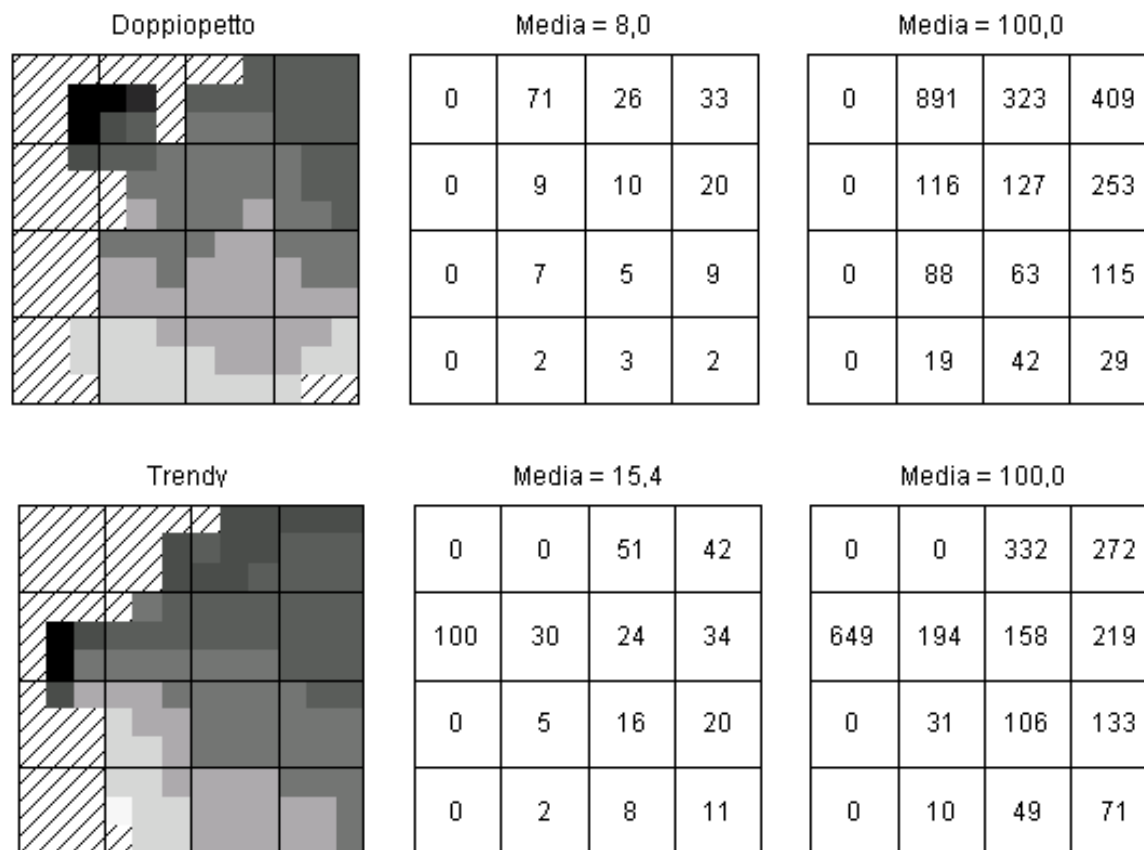 Doppiopetto Media = 8,0 Media = 100,0
0 71 26 33 0 891 323 409
0 9 10 20 0 116 127 253
0 7 5 9 0 88 63 115
0 2 3 2 0 19 42 29
Trendy Media = 15,4 Media = 100,0
0 0 51 42 0 0 332 272
100 30 24 34 649 194 158 219
0 5 16 20 0 31 106 133
0 2 8 11 0 10 49 71